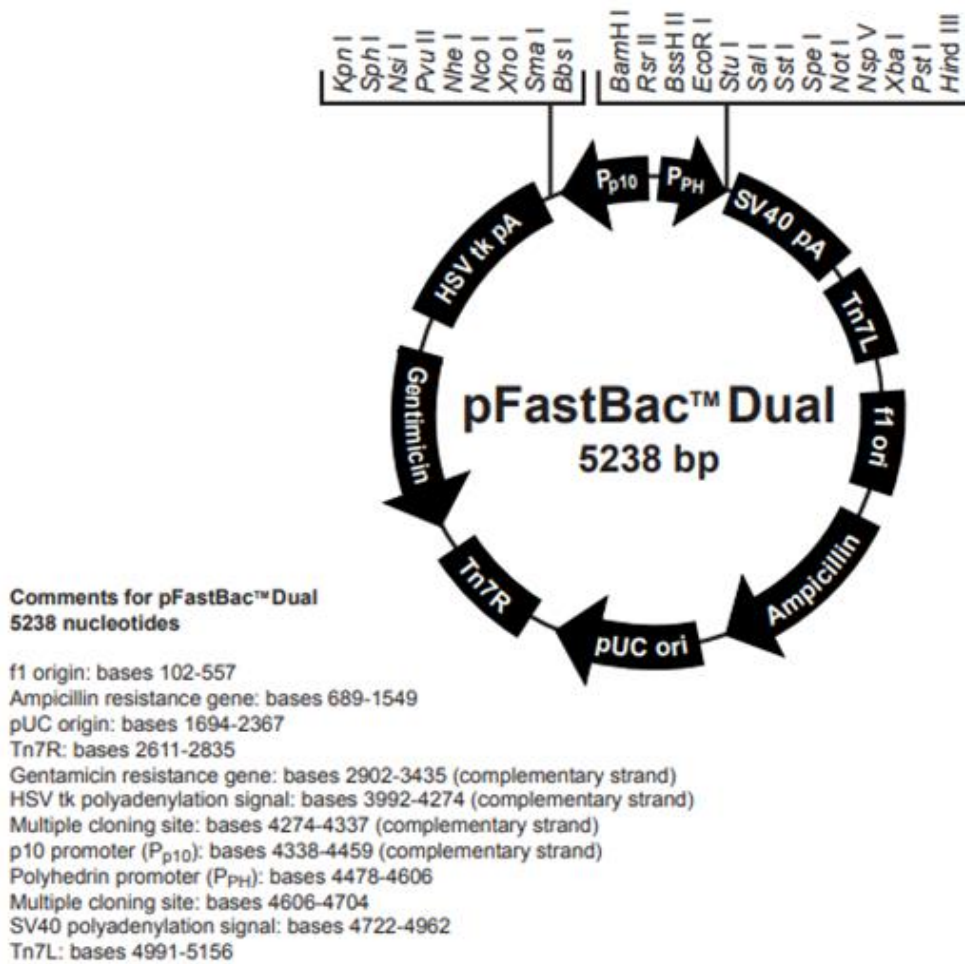 Kpn I
Sph I
Nsi I
Pvu II
Nhe I
Nco I
Xho I
Sma I
Bbs I
BamH I
Rsr II
BssH II
EcoR I
Stu I
Sal I
Sst I
Spe I
Not I
Nsp V
Xba I
Pst I
Hind III
Pp10
PPH
SV40 pA
HSV tk pA
Tn7L
Gentimicin
pFastBac™ Dual
5238 bp
f1 ori
Ampicillin
Tn7R
pUC ori
Comments for pFastBac™ Dual
5238 nucleotides
f1 origin: bases 102-557
Ampicillin resistance gene: bases 689-1549
pUC origin: bases 1694-2367
Tn7R: bases 2611-2835
Gentamicin resistance gene: bases 2902-3435 (complementary strand)
HSV tk polyadenylation signal: bases 3992-4274 (complementary strand)
Multiple cloning site: bases 4274-4337 (complementary strand)
p10 promoter (Pp10): bases 4338-4459 (complementary strand)
Polyhedrin promoter (PPH): bases 4478-4606
Multiple cloning site: bases 4606-4704
SV40 polyadenylation signal: bases 4722-4962
Tn7L: bases 4991-5156